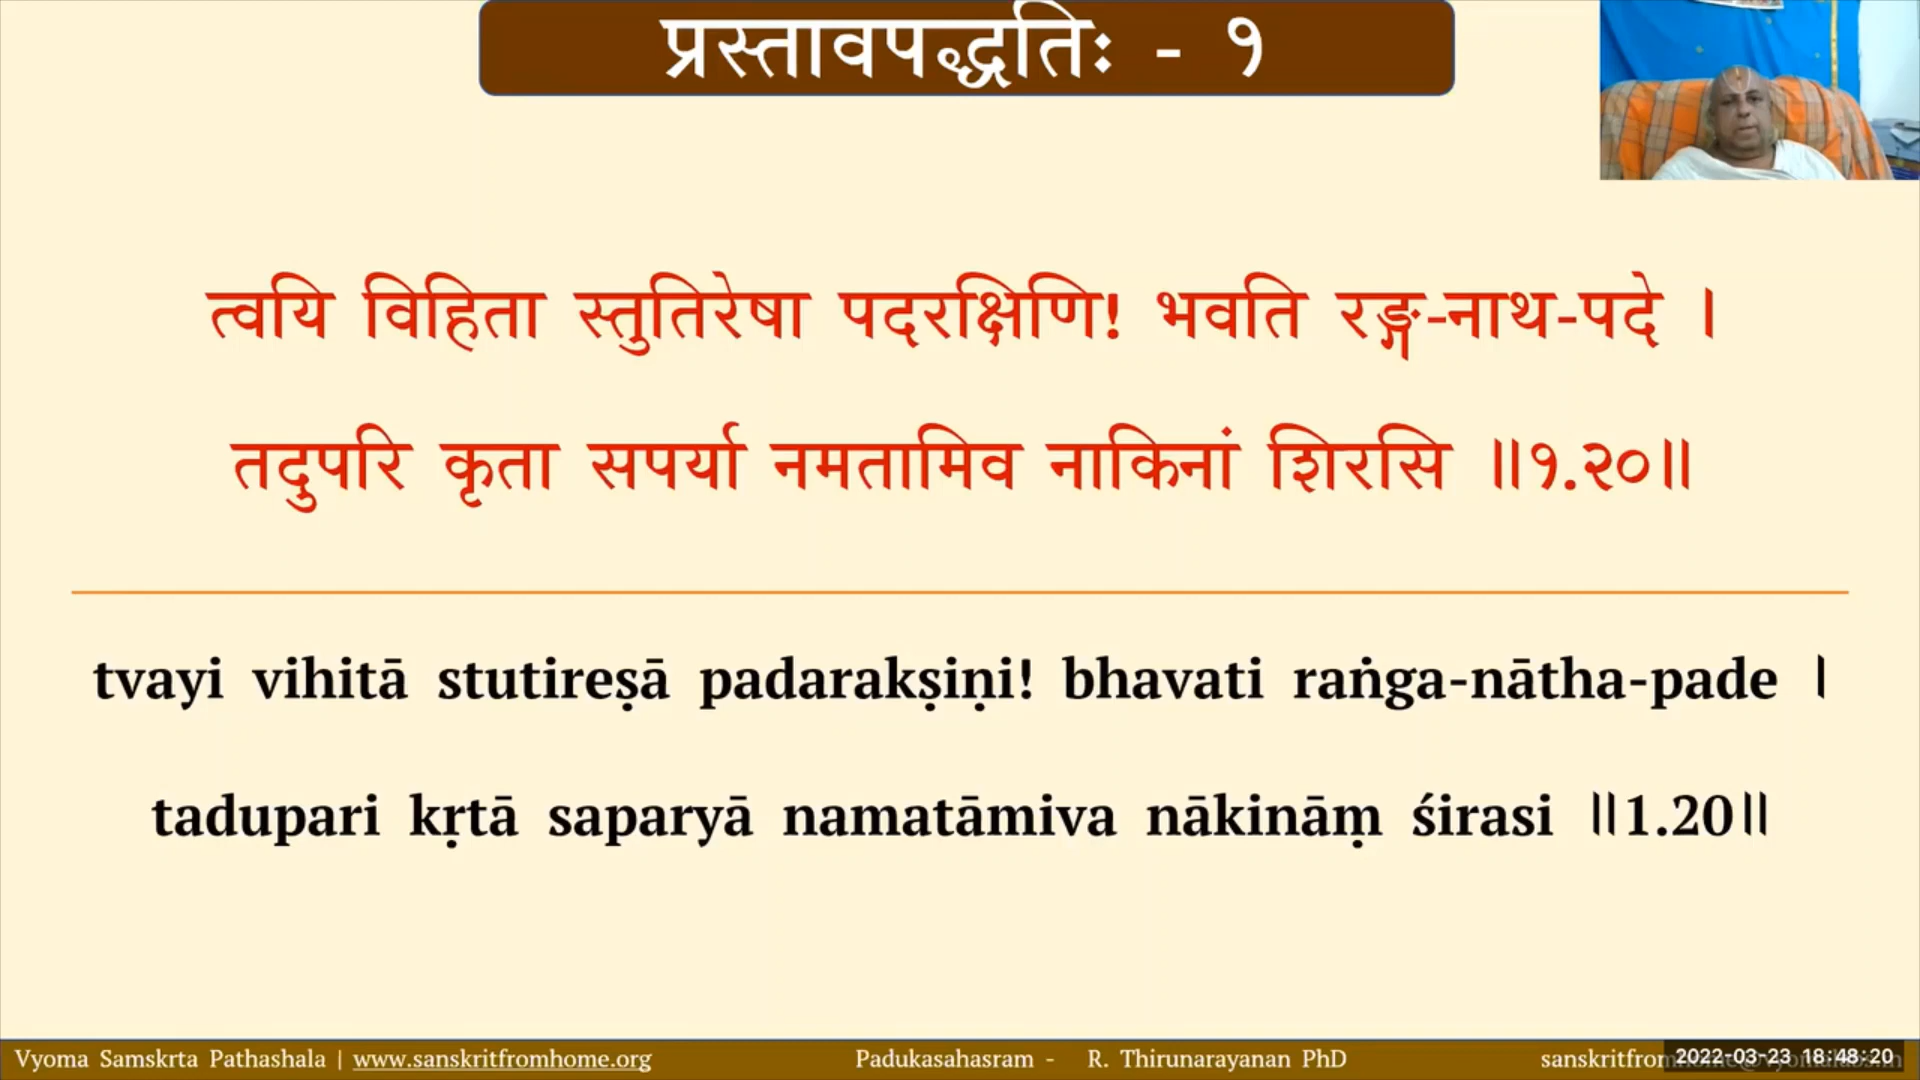 प्रस्तावपद्धतिः - १
त्वयि विहिता स्तुतिरेषा पदरक्षिणि! भवति रङ्ग-नाथ-पदे ।
तदुपरि कृता सपर्या नमतामिव नाकिनां शिरसि ॥१.२०॥
tvayi vihitā stutireṣā padarakṣiṇi! bhavati raṅga-nātha-pade ।
tadupari kṛtā saparyā namatāmiva nākināṃ śirasi ॥1.20॥
Vyoma Samskrta Pathashala | www.sanskritfromhome.org Padukasahasram - R. Thirunarayanan PhD
2022-03-23 18:48:20